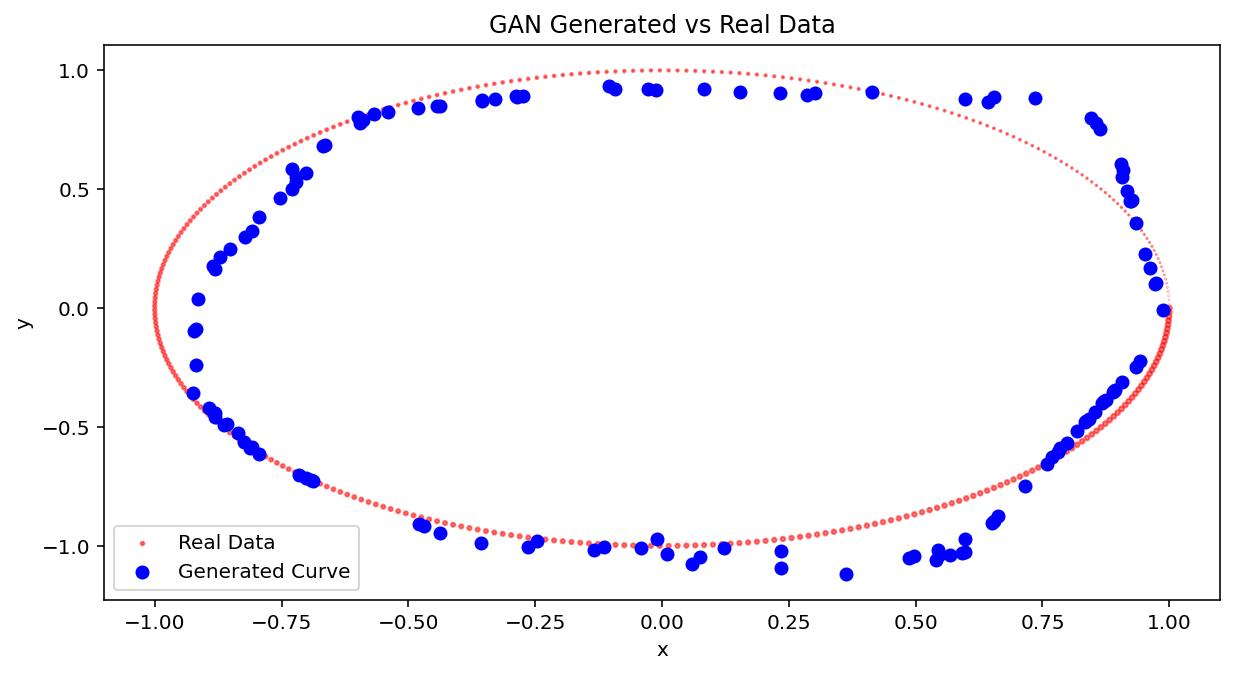 GAN Generated vs Real Data
1.0
0.5
0.0
−0.5
−1.0
y
Real Data
Generated Curve
−1.00 −0.75 −0.50 −0.25 0.00 0.25 0.50 0.75 1.00
x